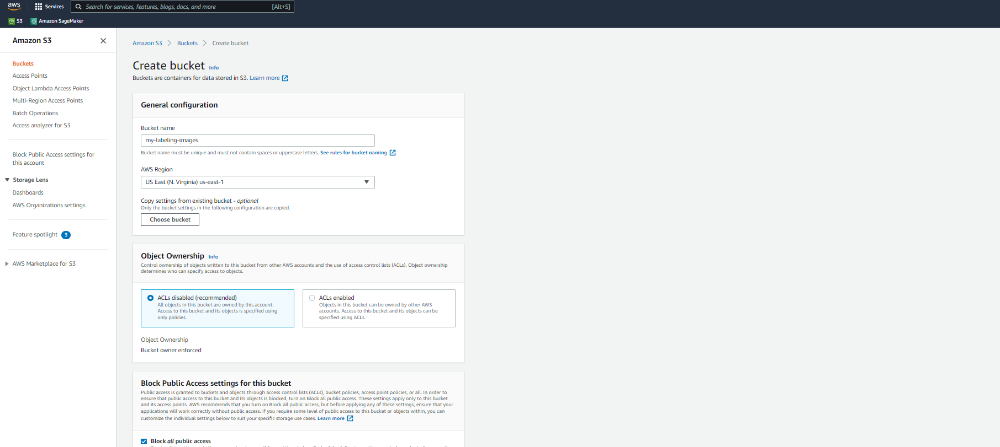 aws
Services
Search for services, features, blogs, docs, and more
[Alt+S]
S3
Amazon SageMaker
Amazon S3
Buckets
Access Points
Object Lambda Access Points
Multi-Region Access Points
Batch Operations
Access analyzer for S3
Block Public Access settings for
this account
Storage Lens
Dashboards
AWS Organizations settings
Feature spotlight 3
AWS Marketplace for S3
Amazon S3 Buckets Create bucket
Create bucket Info
Buckets are containers for data stored in S3. Learn more
General configuration
Bucket name
my-labeling-images
Bucket name must be unique and must not contain spaces or uppercase letters. See rules for bucket naming
AWS Region
US East (N. Virginia) us-east-1
Copy settings from existing bucket - optional
Only the bucket settings in the following configuration are copied.
Choose bucket
Object Ownership Info
Control ownership of objects written to this bucket from other AWS accounts and the use of access control lists (ACLs). Object ownership
determines who can specify access to objects.
ACLs disabled (recommended)
All objects in this bucket are owned by this account.
Access to this bucket and its objects is specified using
only policies.
ACLs enabled
Objects in this bucket can be owned by other AWS
accounts. Access to this bucket and its objects can be
specified using ACLs.
Object Ownership
Bucket owner enforced
Block Public Access settings for this bucket
Public access is granted to buckets and objects through access control lists (ACLs), bucket policies, access point policies, or all. In order to
ensure that public access to this bucket and its objects is blocked, turn on Block all public access. These settings apply only to this bucket
and its access points. AWS recommends that you turn on Block all public access, but before applying any of these settings, ensure that your
applications will work correctly without public access. If you require some level of public access to this bucket or objects within, you can
customize the individual settings below to suit your specific storage use cases. Learn more
Block all public access